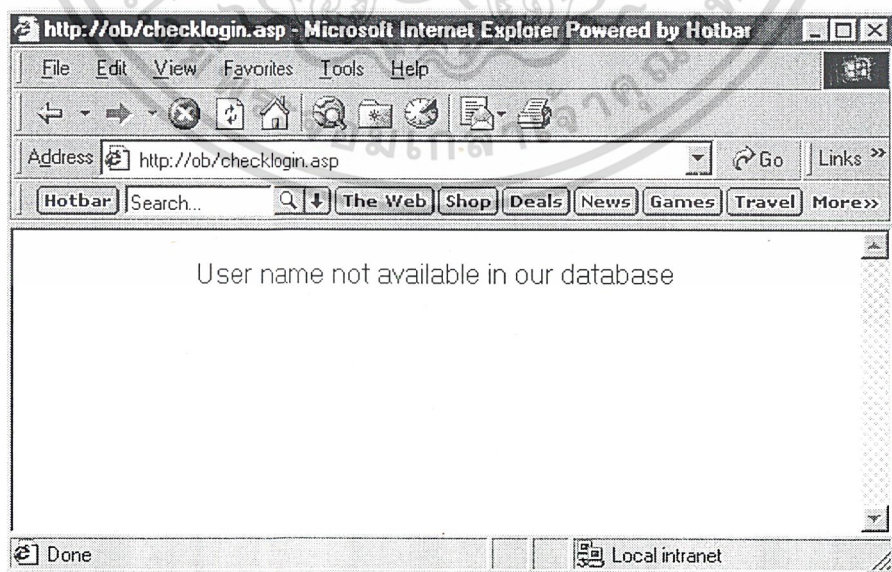 http://ob/checklogin.asp - Microsoft Internet Explorer Powered by Hotbar
File Edit View Favorites Tools Help
Address http://ob/checklogin.asp Go Links »
Hotbar Search... The Web Shop Deals News Games Travel More»
User name not available in our database
Done Local intranet